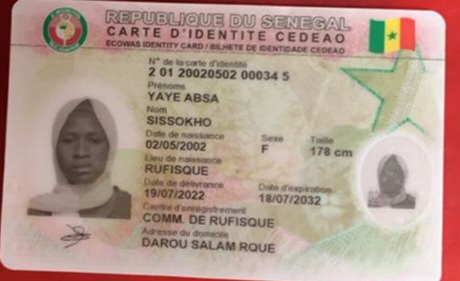 REPUBLIQUE DU SENEGAL
CARTE D'IDENTITE CEDEAO
ECOWAS IDENTITY CARD / BILHETE DE IDENTIDADE CEDEAO
N° de la carte d'identité
2 01 20020502 00034 5
Prénoms
YAYE ABSA
Nom
SISSOKHO
Date de naissance Sexe Taille
02/05/2002 F 178 cm
Lieu de naissance
RUFISQUE
Date de délivrance Date d'expiration
19/07/2022 18/07/2032
Centre d'enregistrement
COMM. DE RUFISQUE
Adresse du domicile
DAROU SALAM RQUE